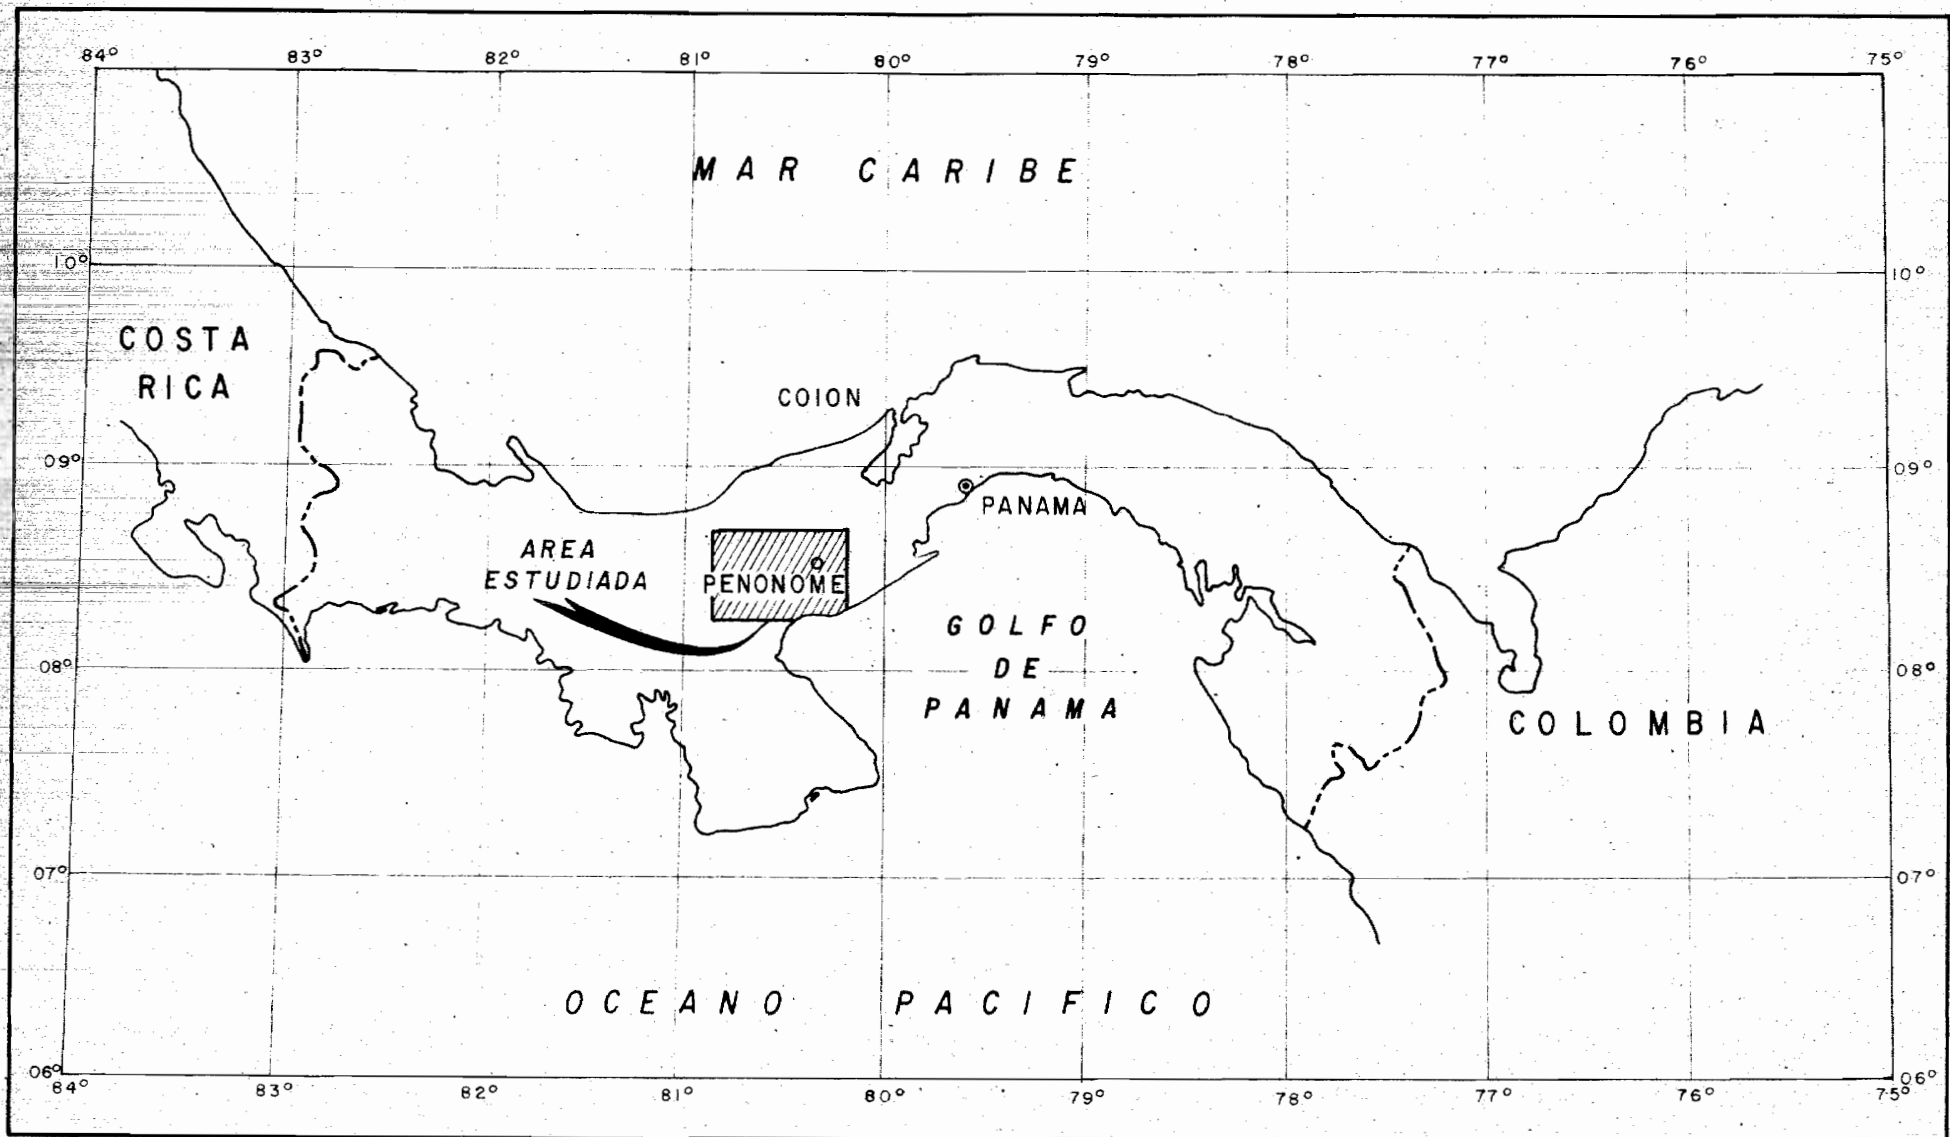 84° 83° 82° 81° 80° 79° 78° 77° 76° 75°
MAR CARIBE
10° 10°
COSTA
RICA
COION
09° 09°
PANAMA
AREA
ESTUDIADA
PENONOME
GOLFO
DE
PANAMA
08° 08°
COLOMBIA
07° 07°
OCEANO PACIFICO
06° 06°
84° 83° 82° 81° 80° 79° 78° 77° 76° 75°